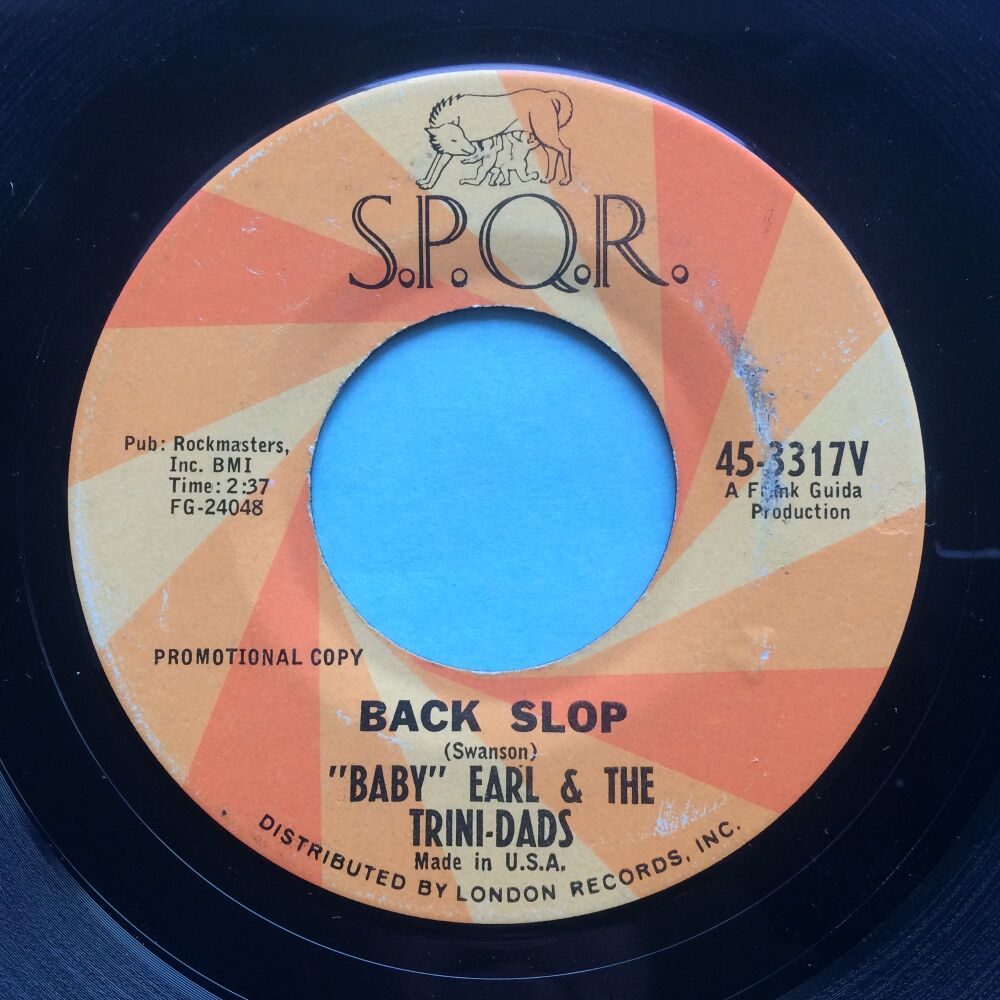 S.P.Q.R.
Pub: Rockmasters,
Inc. BMI
Time: 2:37
FG-24048
45-3317V
A Frank Guida
Production
PROMOTIONAL COPY
BACK SLOP
(Swanson)
"BABY" EARL & THE
TRINI-DADS
Made in U.S.A.
DISTRIBUTED BY LONDON RECORDS, INC.